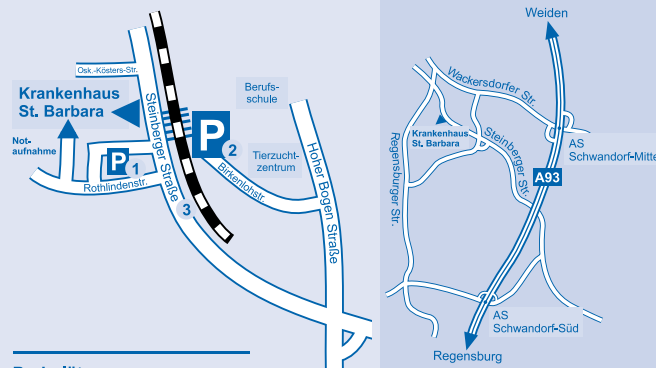 Osk.-Kösters-Str.
Krankenhaus
St. Barbara
Steinberger Straße
Not-
aufnahme
P
1
Rothlindenstr.
3
P
2
Berufs-
schule
Tierzucht-
zentrum
Birkenlohstr.
Hoher Bogen Straße
Weiden
Wackersdorfer Str.
Krankenhaus
St. Barbara
Steinberger Str.
Regensburger Str.
AS
Schwandorf-Mitte
A93
AS
Schwandorf-Süd
Regensburg